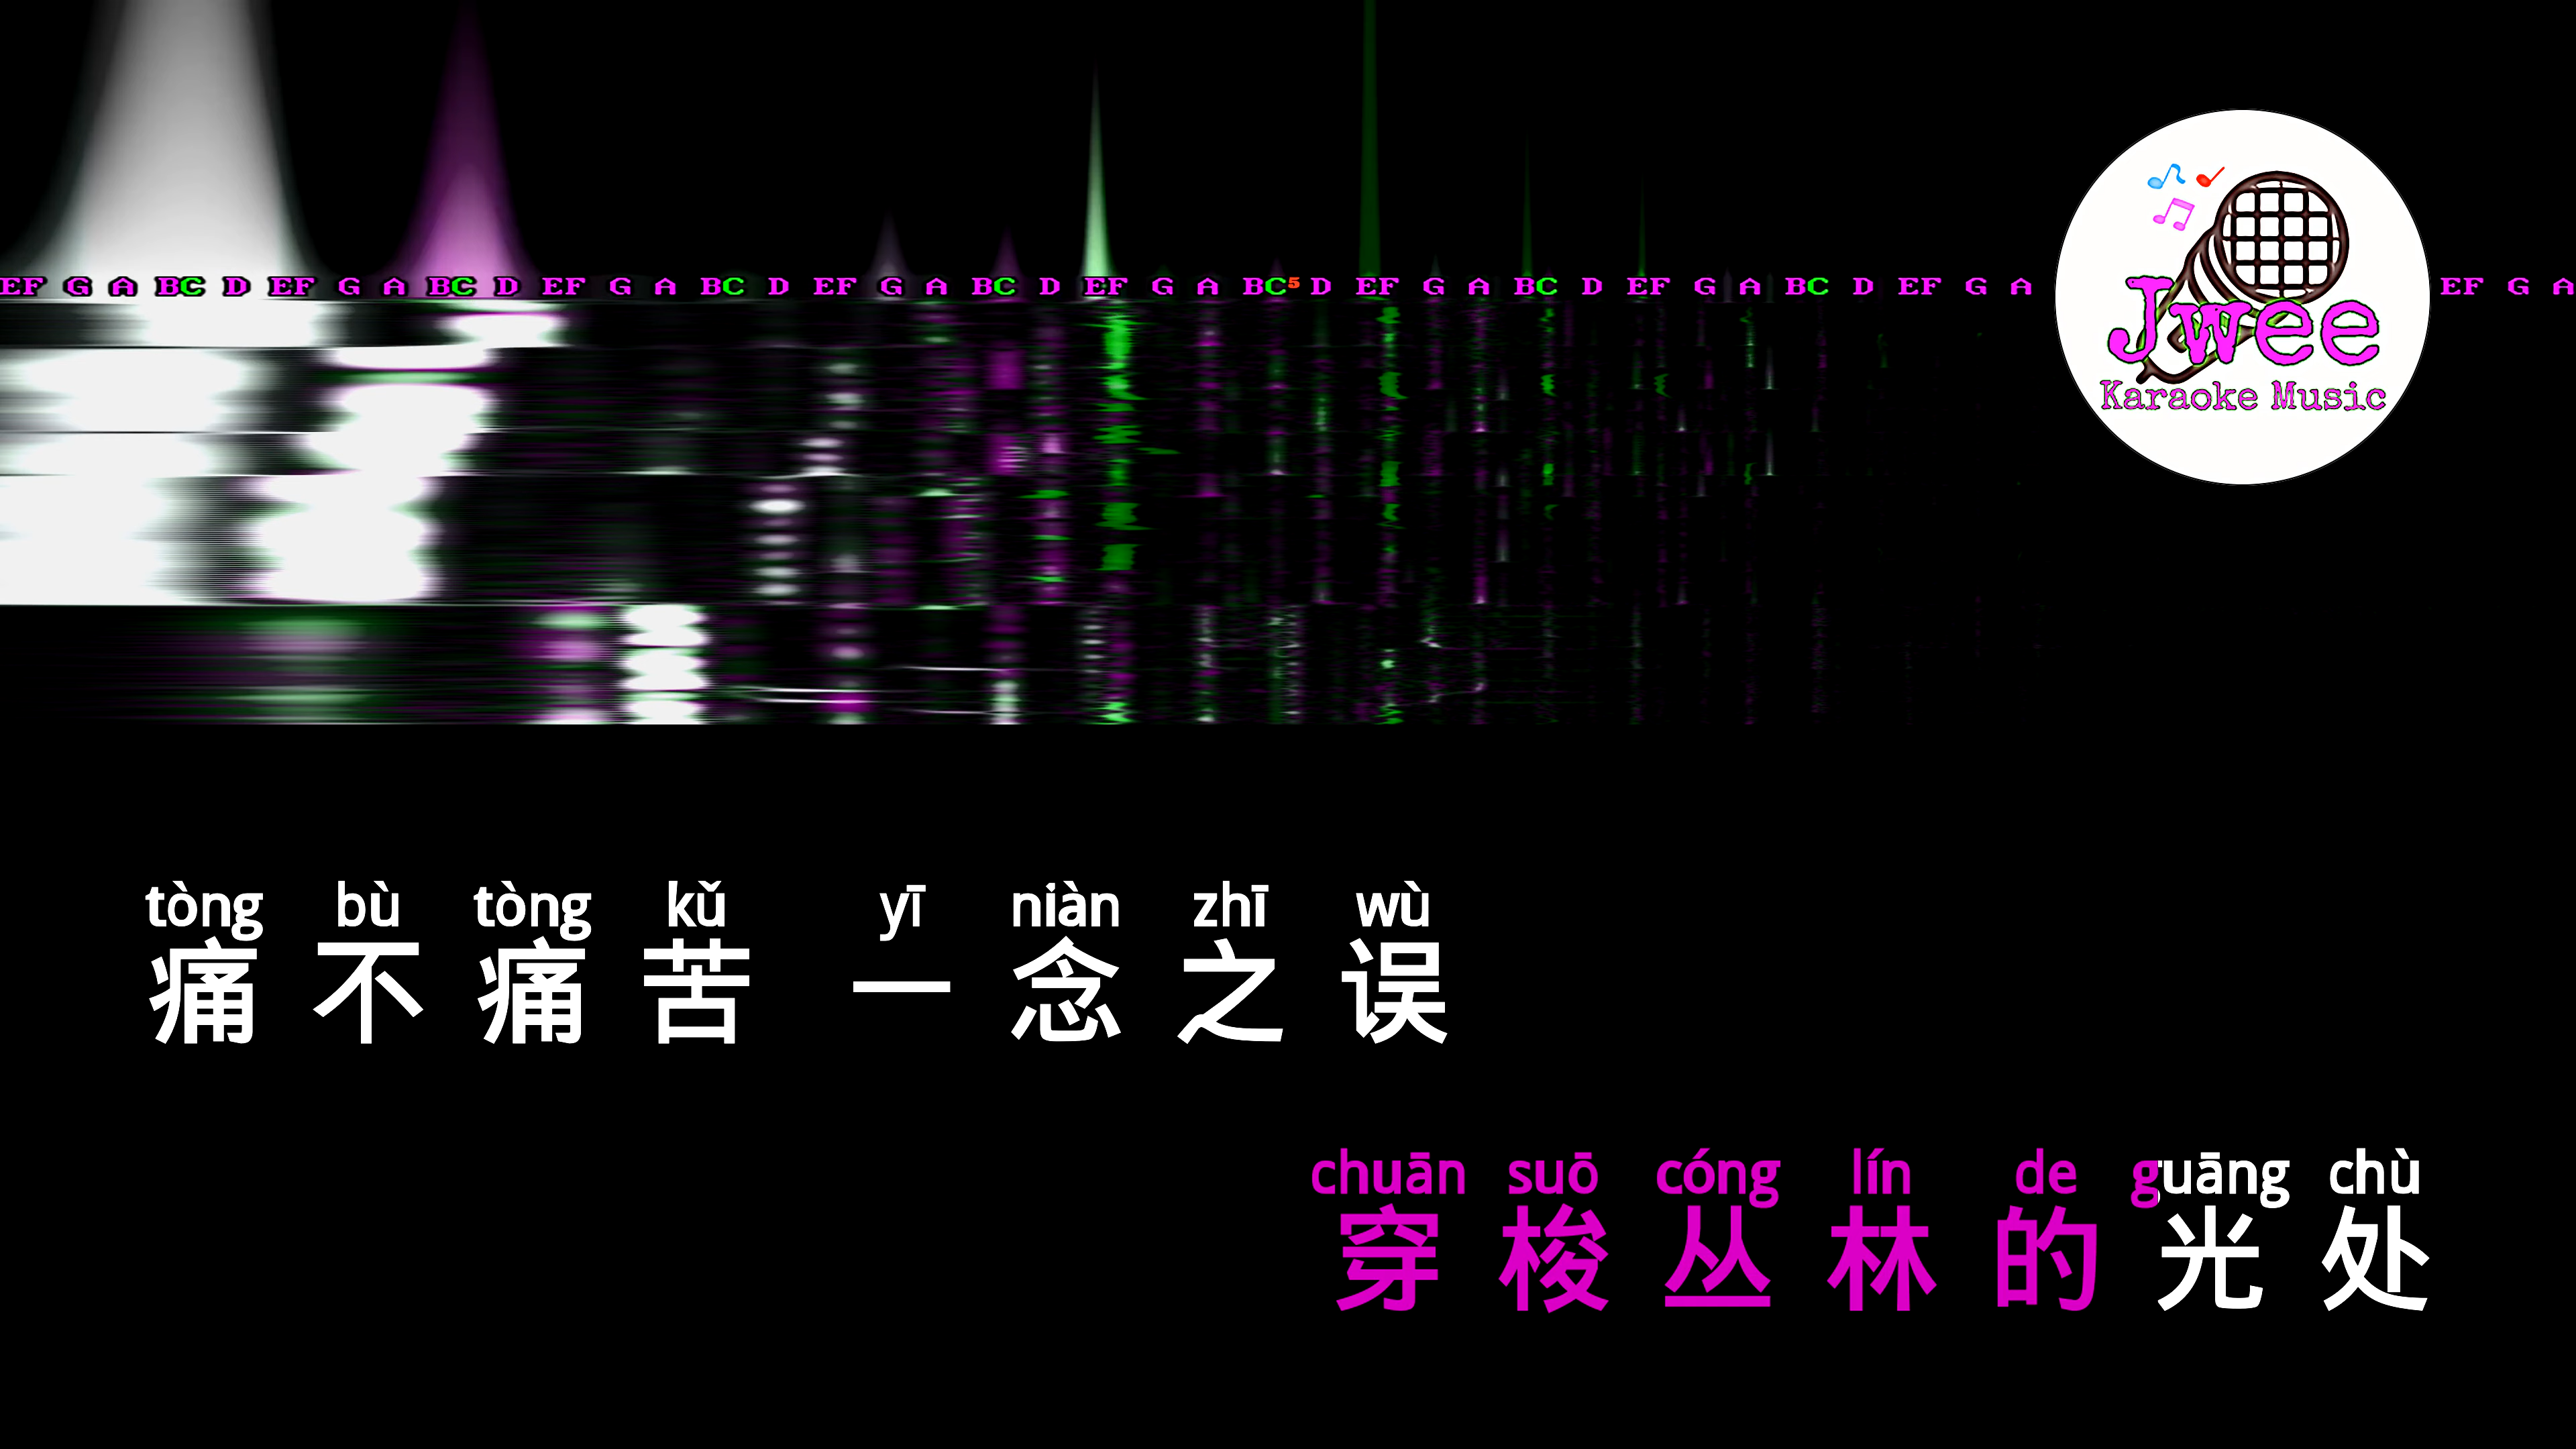 EF G A BC D EF G A BC D EF G A BC D EF G A BC D EF G A BC5 D EF G A BC D EF G A BC D EF G A EF G A
Jwee
Karaoke Music
tòng bù tòng kǔ yī niàn zhī wù
痛不痛苦 一念之误
chuān suō cóng lín de guāng chù
穿梭丛林的光处